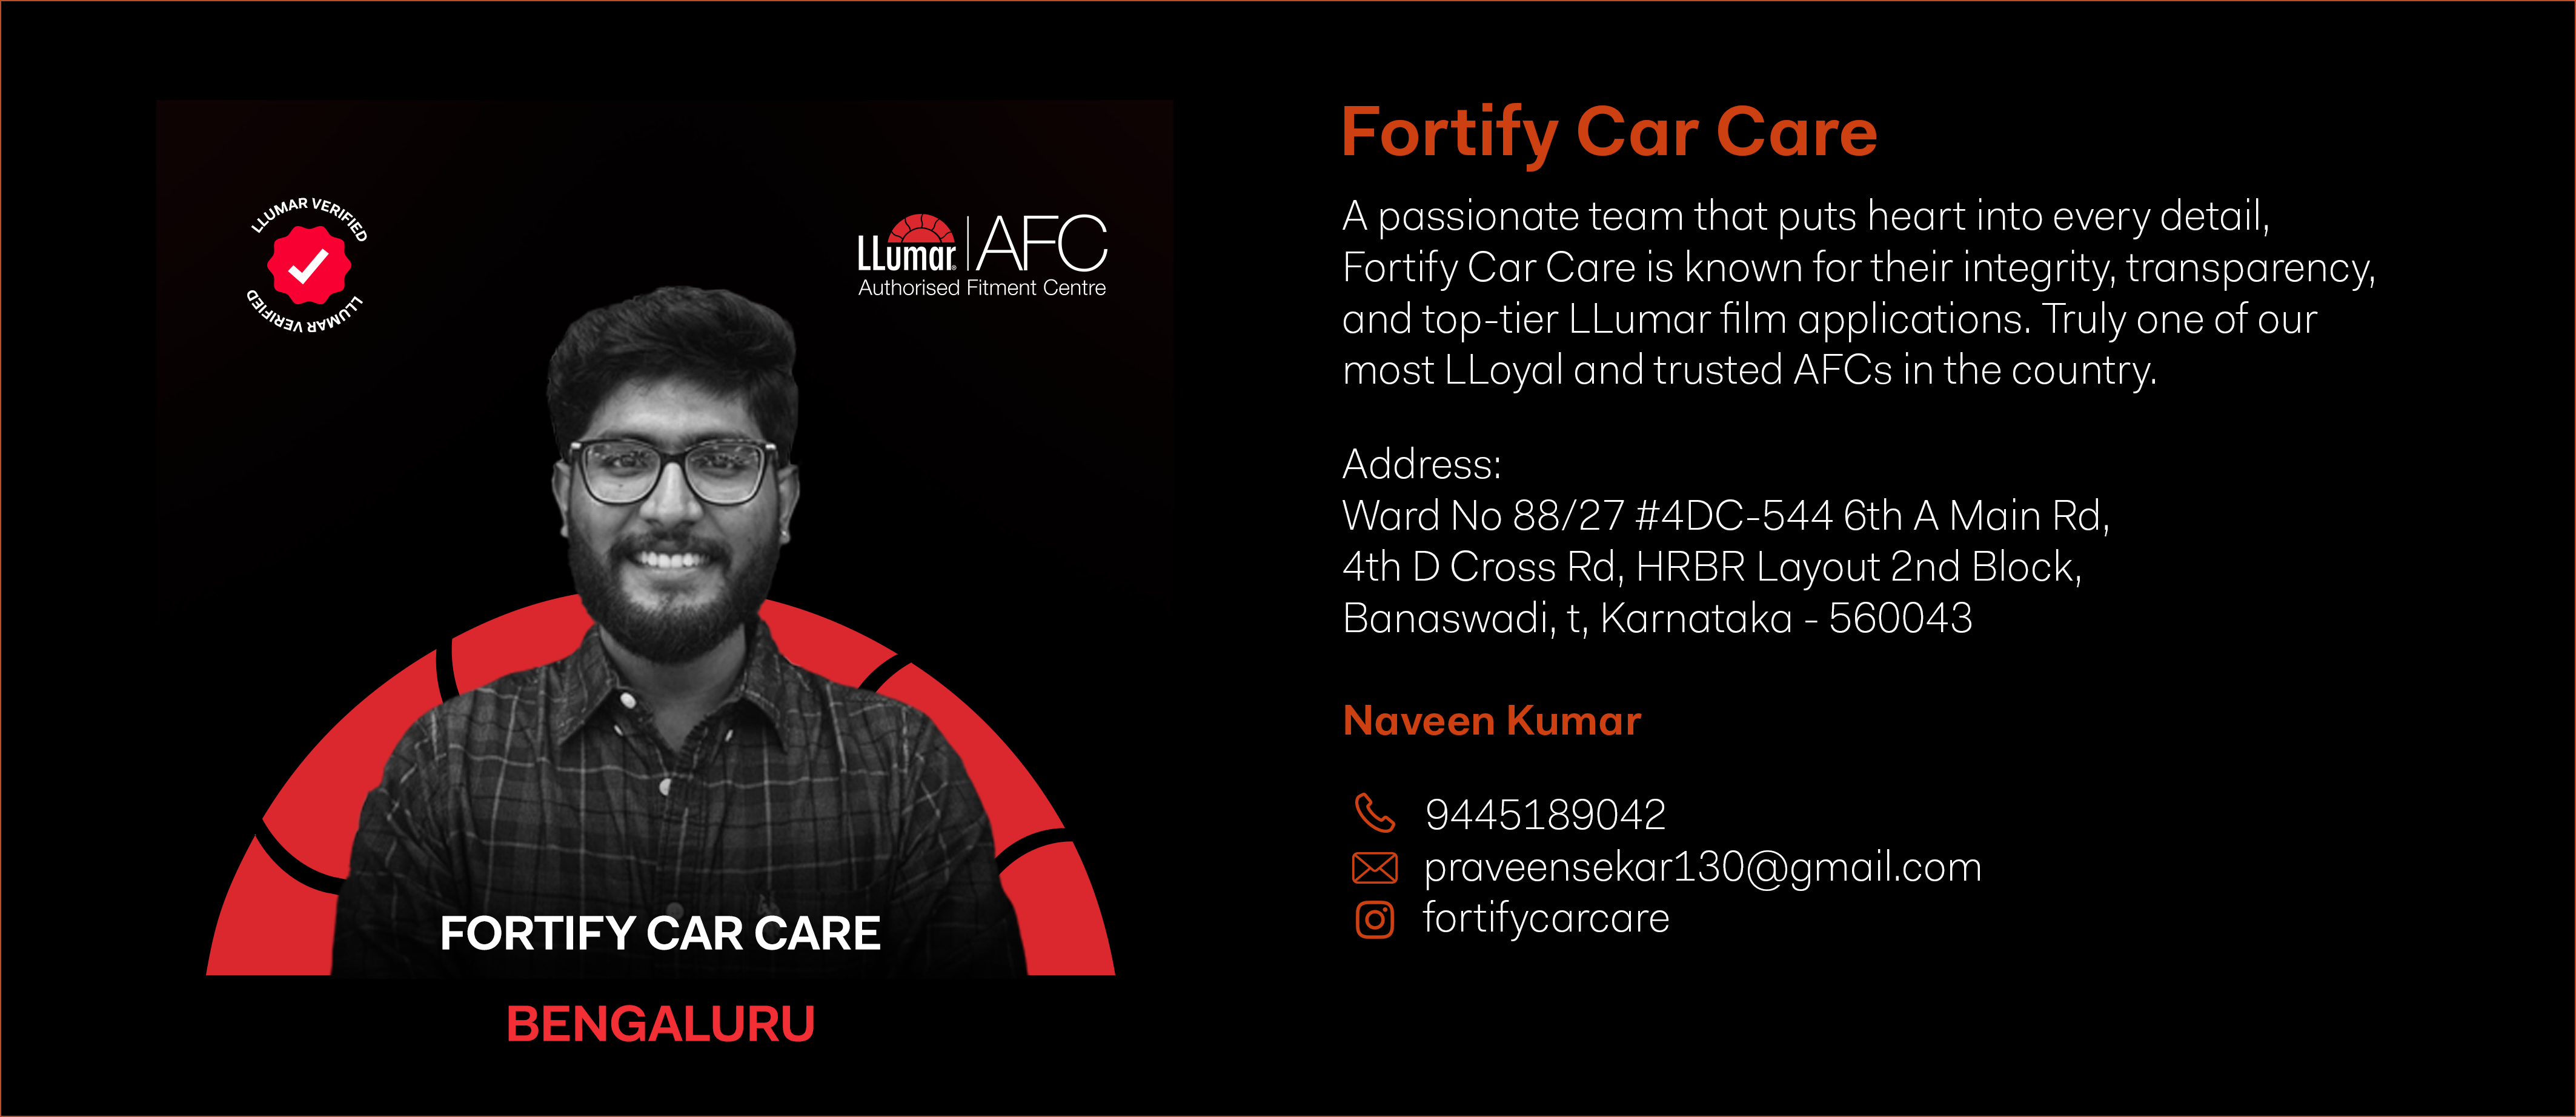 LLUMAR VERIFIED
LLUMAR VERIFIED
LLumar® AFC
Authorised Fitment Centre
FORTIFY CAR CARE
BENGALURU
Fortify Car Care
A passionate team that puts heart into every detail,
Fortify Car Care is known for their integrity, transparency,
and top-tier LLumar film applications. Truly one of our
most LLoyal and trusted AFCs in the country.
Address:
Ward No 88/27 #4DC-544 6th A Main Rd,
4th D Cross Rd, HRBR Layout 2nd Block,
Banaswadi, t, Karnataka - 560043
Naveen Kumar
9445189042
praveensekar130@gmail.com
fortifycarcare